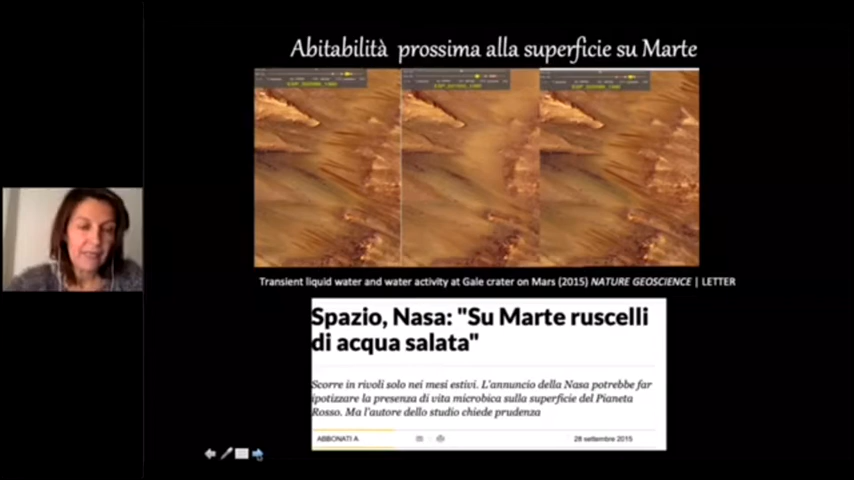 Abitabilità prossima alla superficie su Marte
Transient liquid water and water activity at Gale crater on Mars (2015) NATURE GEOSCIENCE | LETTER
Spazio, Nasa: "Su Marte ruscelli
di acqua salata"
Scorre in rivoli solo nei mesi estivi. L'annuncio della Nasa potrebbe far
ipotizzare la presenza di vita microbica sulla superficie del Pianeta
Rosso. Ma l'autore dello studio chiede prudenza
ABBONATI A
28 settembre 2015